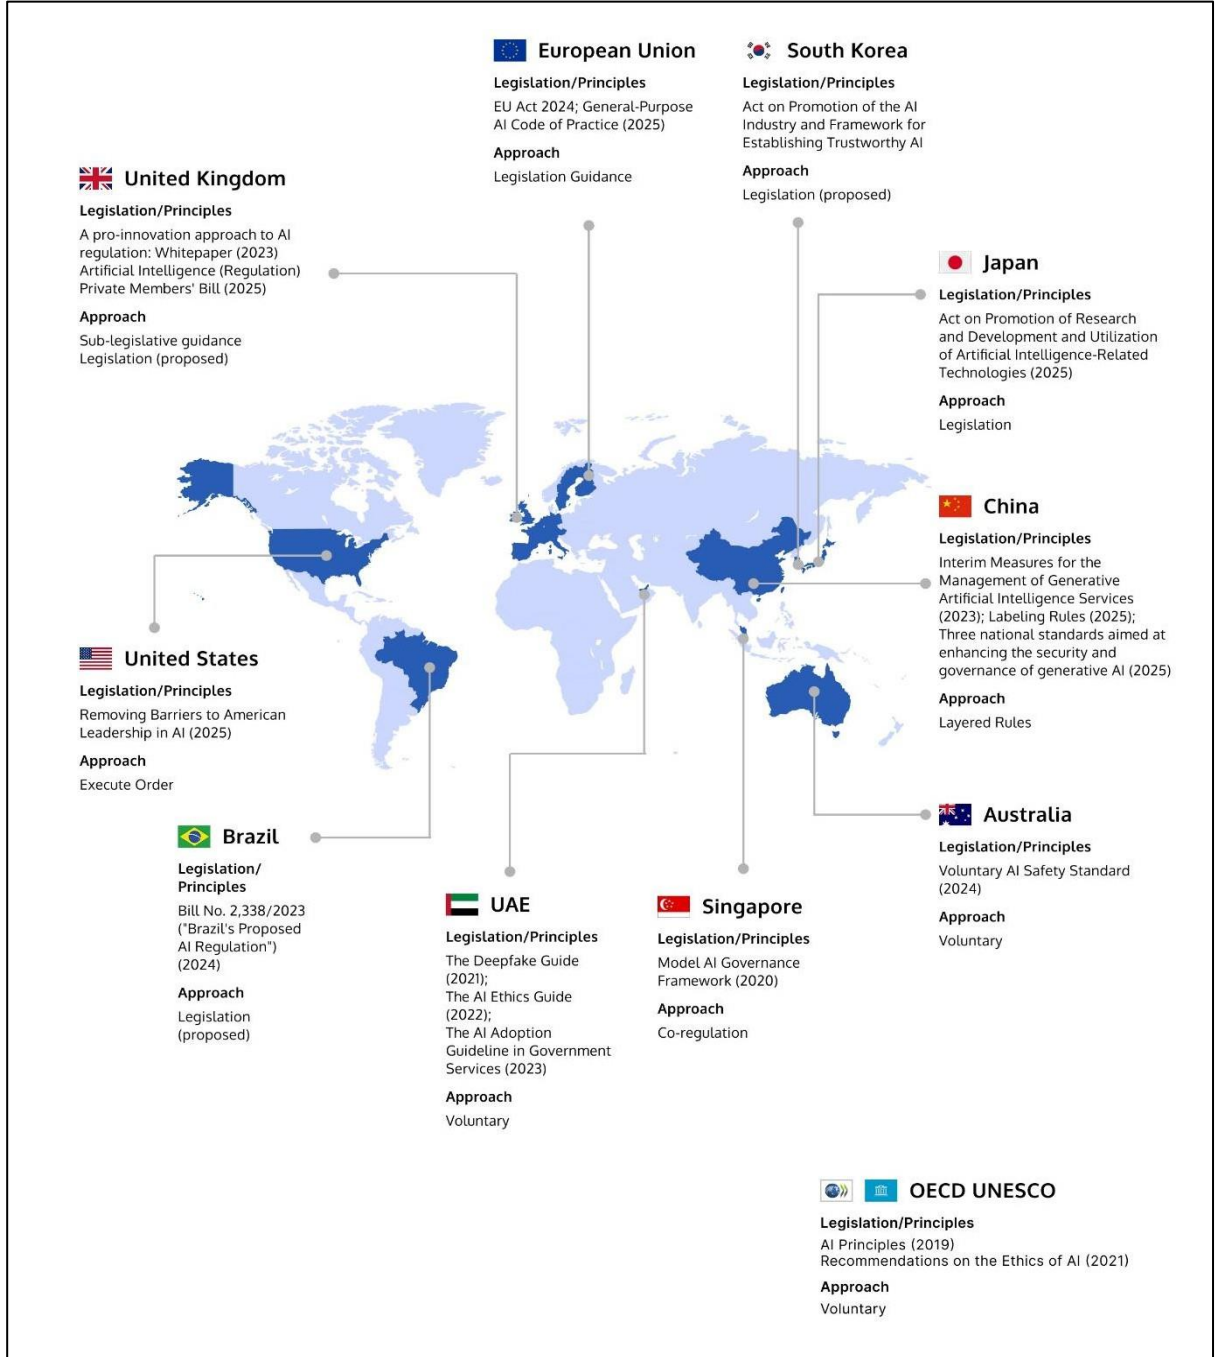 European Union
Legislation/Principles
EU Act 2024; General-Purpose
AI Code of Practice (2025)
Approach
Legislation Guidance
South Korea
Legislation/Principles
Act on Promotion of the AI
Industry and Framework for
Establishing Trustworthy AI
Approach
Legislation (proposed)
United Kingdom
Legislation/Principles
A pro-innovation approach to AI
regulation: Whitepaper (2023)
Artificial Intelligence (Regulation)
Private Members' Bill (2025)
Approach
Sub-legislative guidance
Legislation (proposed)
Japan
Legislation/Principles
Act on Promotion of Research
and Development and Utilization
of Artificial Intelligence-Related
Technologies (2025)
Approach
Legislation
China
Legislation/Principles
Interim Measures for the
Management of Generative
Artificial Intelligence Services
(2023); Labeling Rules (2025);
Three national standards aimed at
enhancing the security and
governance of generative AI (2025)
Approach
Layered Rules
United States
Legislation/Principles
Removing Barriers to American
Leadership in AI (2025)
Approach
Execute Order
Brazil
Legislation/
Principles
Bill No. 2,338/2023
("Brazil's Proposed
AI Regulation")
(2024)
Approach
Legislation
(proposed)
UAE
Legislation/Principles
The Deepfake Guide
(2021);
The AI Ethics Guide
(2022);
The AI Adoption
Guideline in Government
Services (2023)
Approach
Voluntary
Singapore
Legislation/Principles
Model AI Governance
Framework (2020)
Approach
Co-regulation
Australia
Legislation/Principles
Voluntary AI Safety Standard
(2024)
Approach
Voluntary
OECD UNESCO
Legislation/Principles
AI Principles (2019)
Recommendations on the Ethics of AI (2021)
Approach
Voluntary